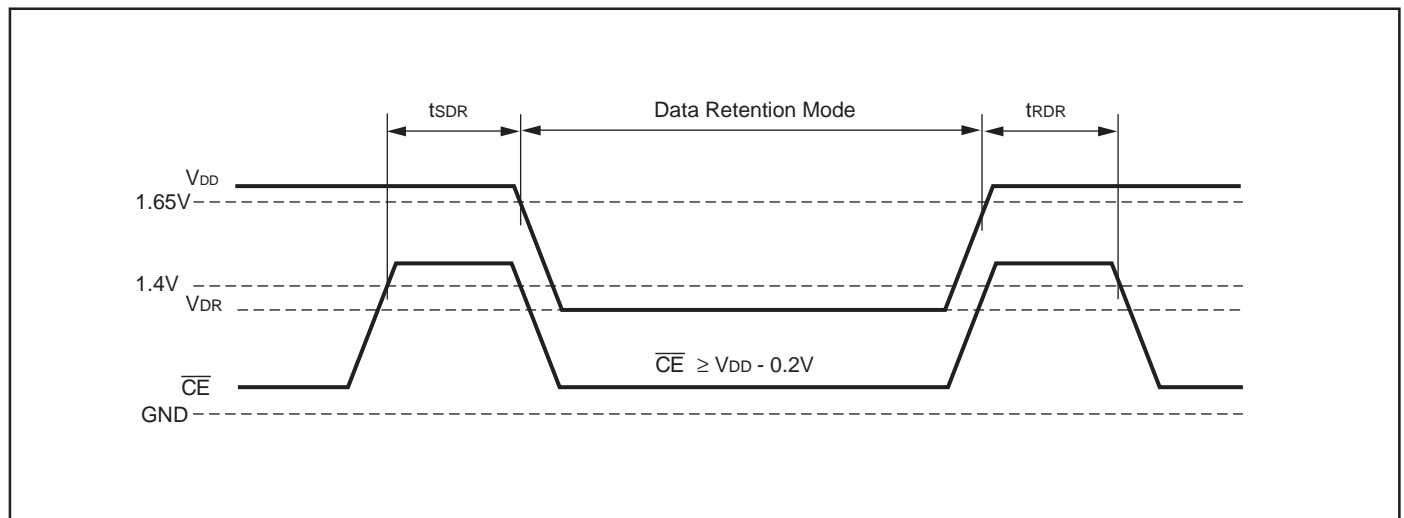 tSDR Data Retention Mode tRDR
VDD
1.65V
1.4V
VDR
CE ≥ VDD - 0.2V
CE
GND